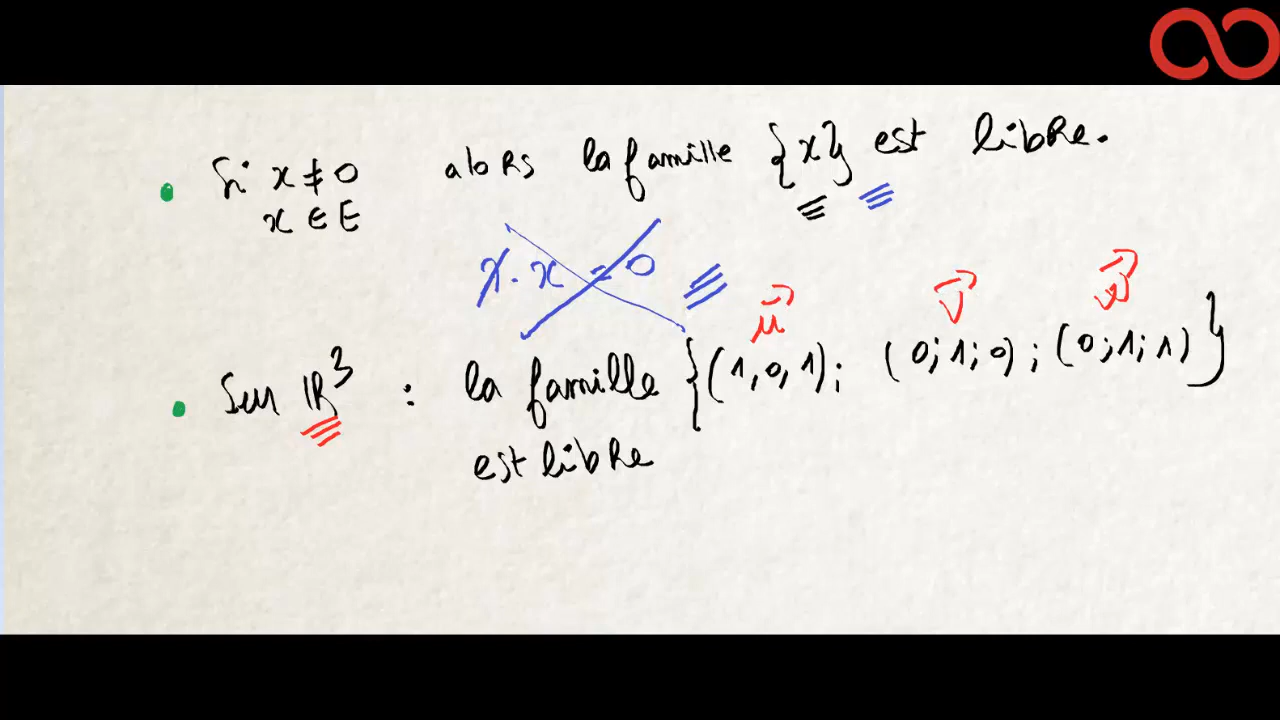 Si x ≠ 0 alors la famille {x} est libre.
x ∈ E
λ. x = 0
u⃗ v⃗ w⃗
Sur ℝ³ : la famille {(1,0,1); (0;1;0); (0;1;1)}
est libre